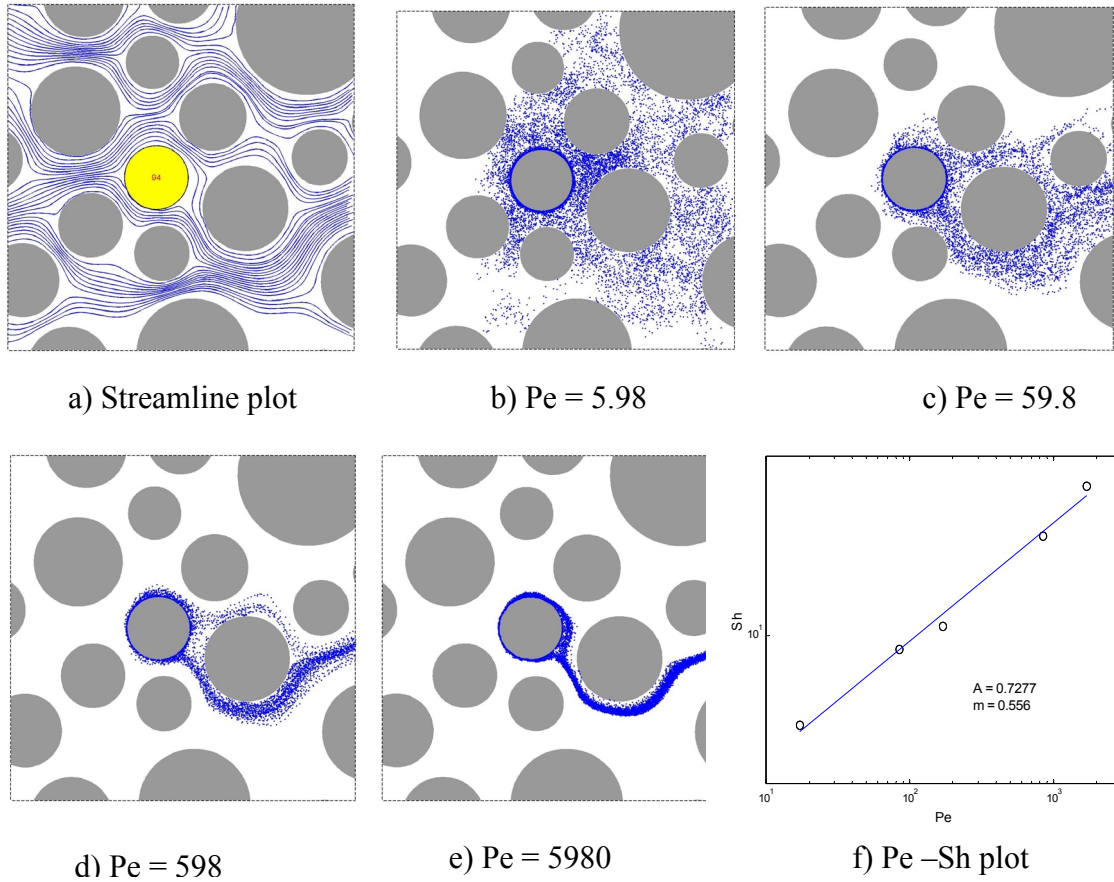 94
a) Streamline plot
b) Pe = 5.98
c) Pe = 59.8
d) Pe = 598
e) Pe = 5980
Sh
10¹
A = 0.7277
m = 0.556
10¹ 10² 10³
Pe
f) Pe –Sh plot